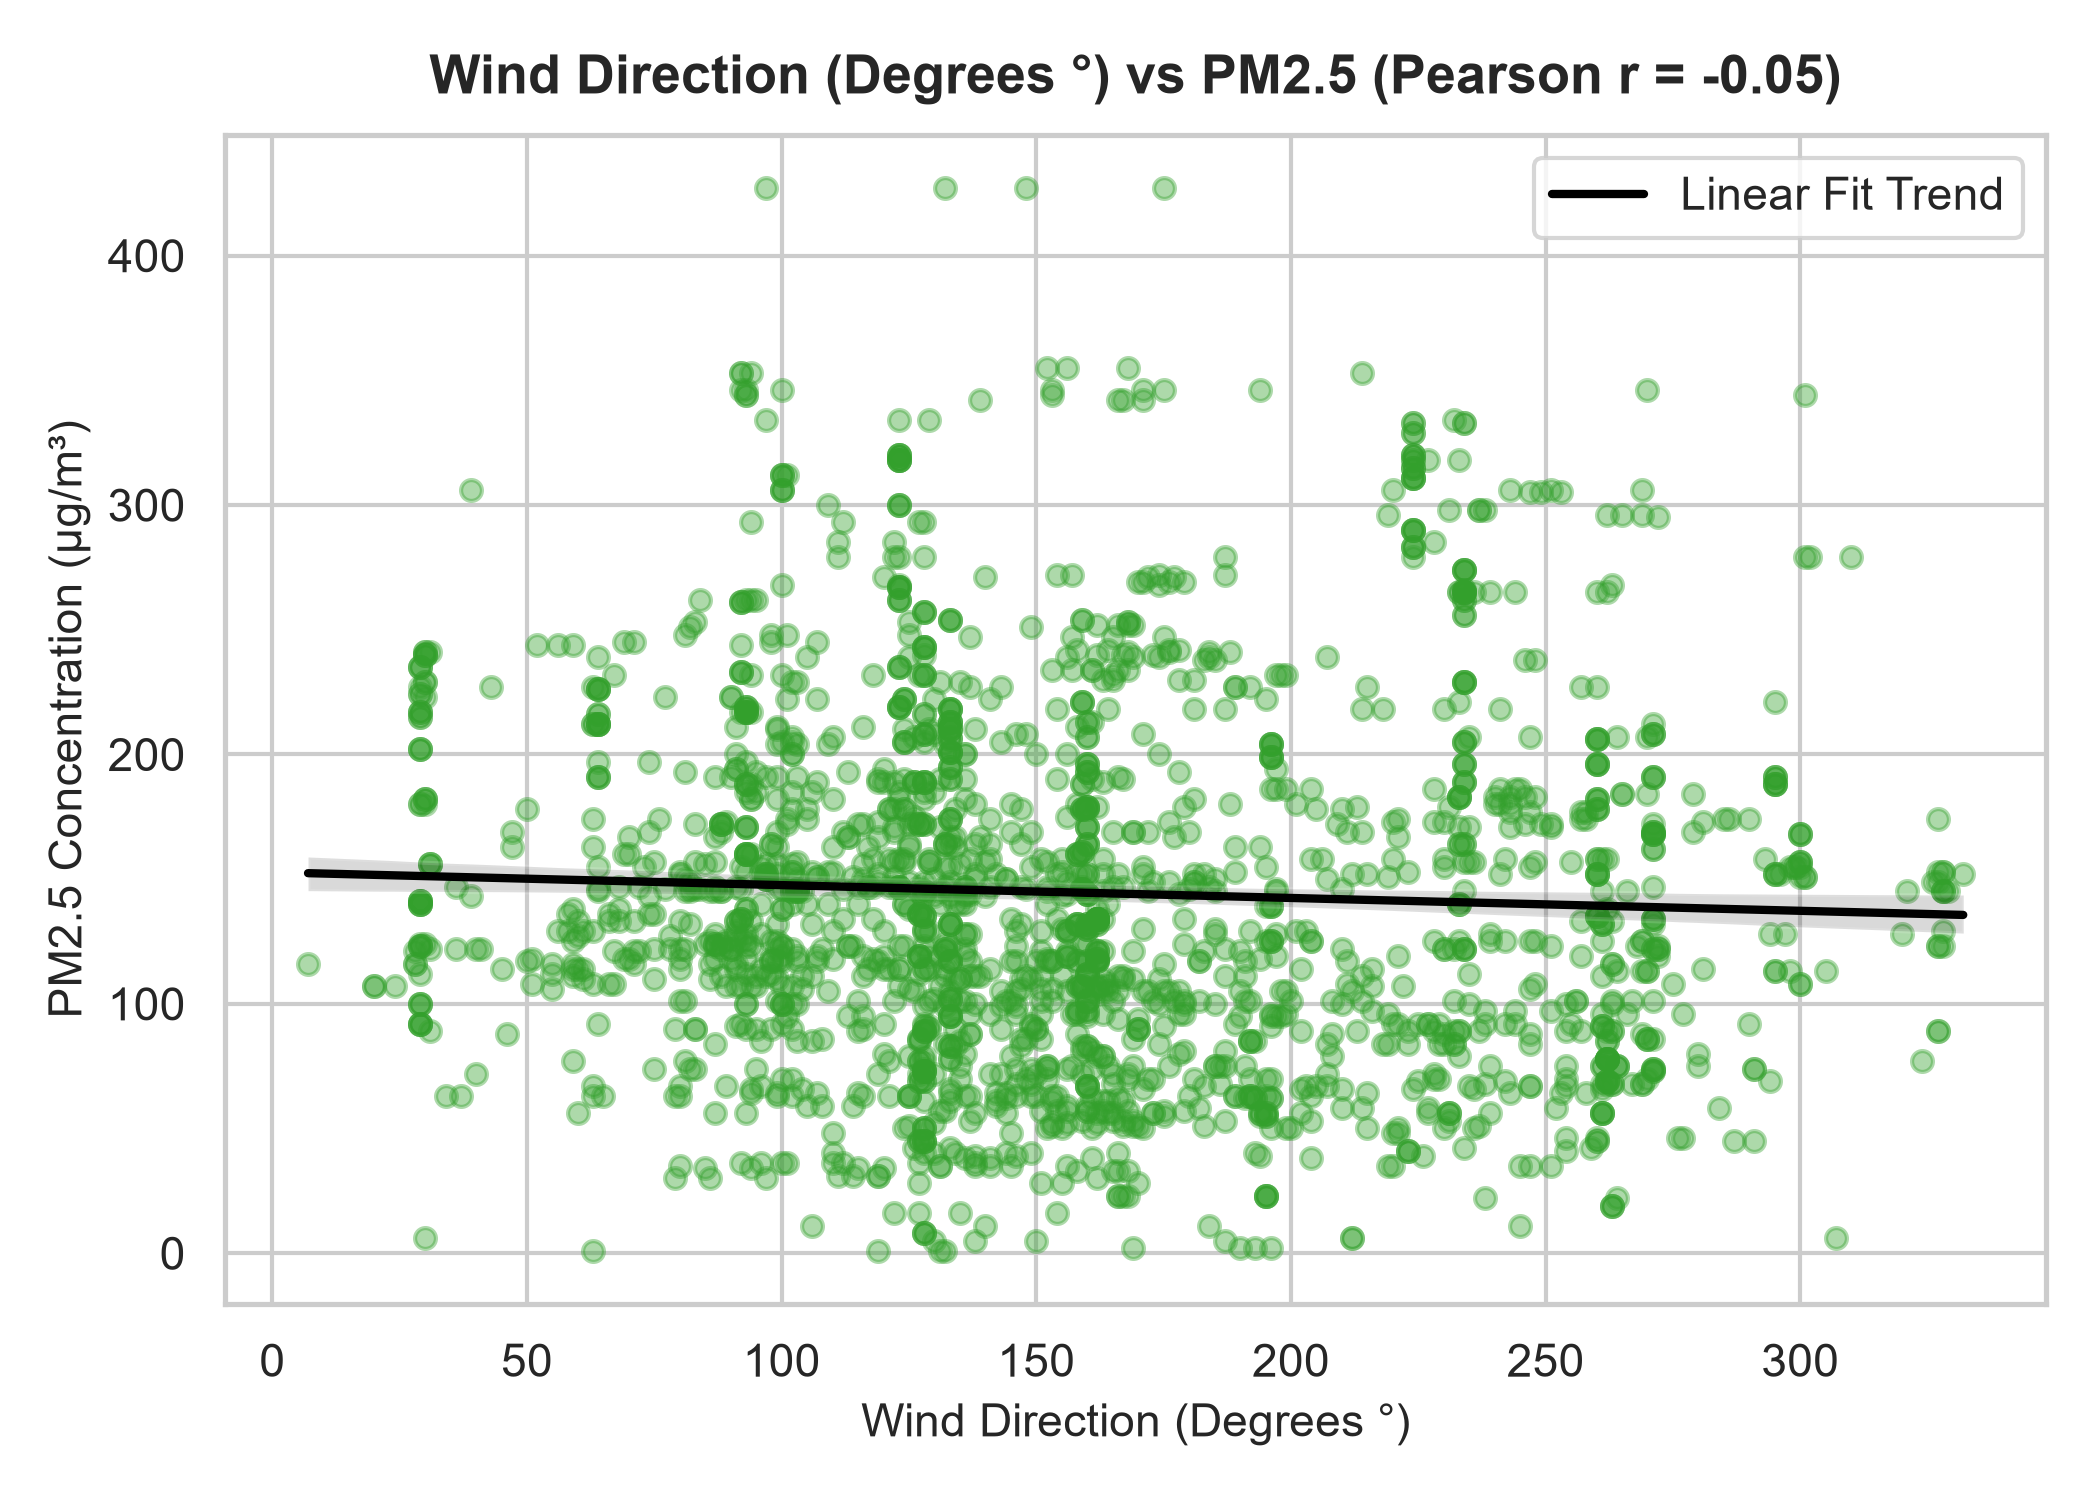 Wind Direction (Degrees °) vs PM2.5 (Pearson r = -0.05)
Linear Fit Trend
PM2.5 Concentration (µg/m³)
400
300
200
100
0
0 50 100 150 200 250 300
Wind Direction (Degrees °)